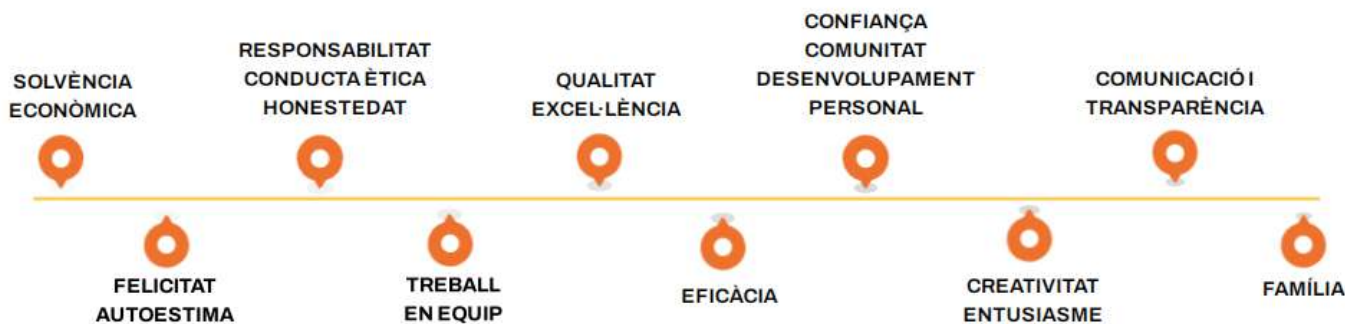 SOLVÈNCIA
ECONÒMICA
RESPONSABILITAT
CONDUCTA ÈTICA
HONESTEDAT
QUALITAT
EXCEL·LÈNCIA
CONFIANÇA
COMUNITAT
DESENVOLUPAMENT
PERSONAL
COMUNICACIÓ I
TRANSPARÈNCIA
FELICITAT
AUTOESTIMA
TREBALL
EN EQUIP
EFICÀCIA
CREATIVITAT
ENTUSIASME
FAMÍLIA